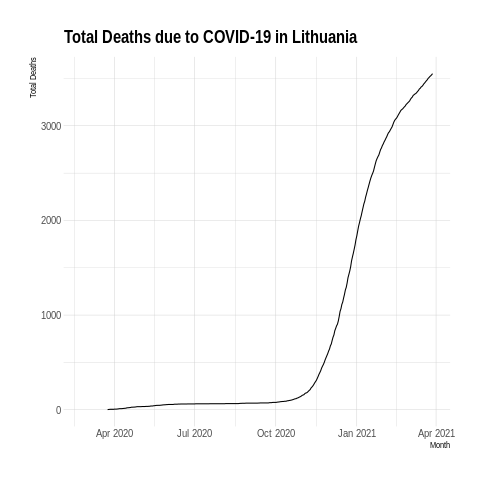 Total Deaths due to COVID-19 in Lithuania
Total Deaths
3000
2000
1000
0
Apr 2020 Jul 2020 Oct 2020 Jan 2021 Apr 2021
Month